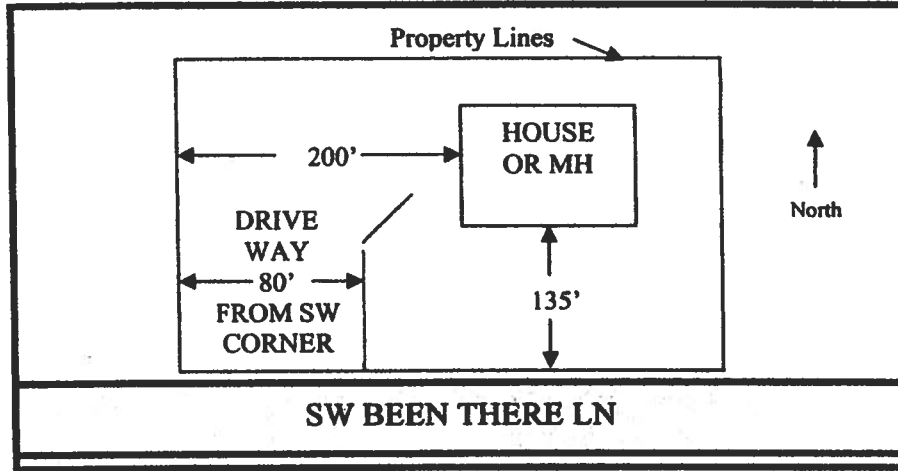 Property Lines
HOUSE
OR MH
200’
North
DRIVE
WAY
80’
FROM SW
CORNER
135’
SW BEEN THERE LN